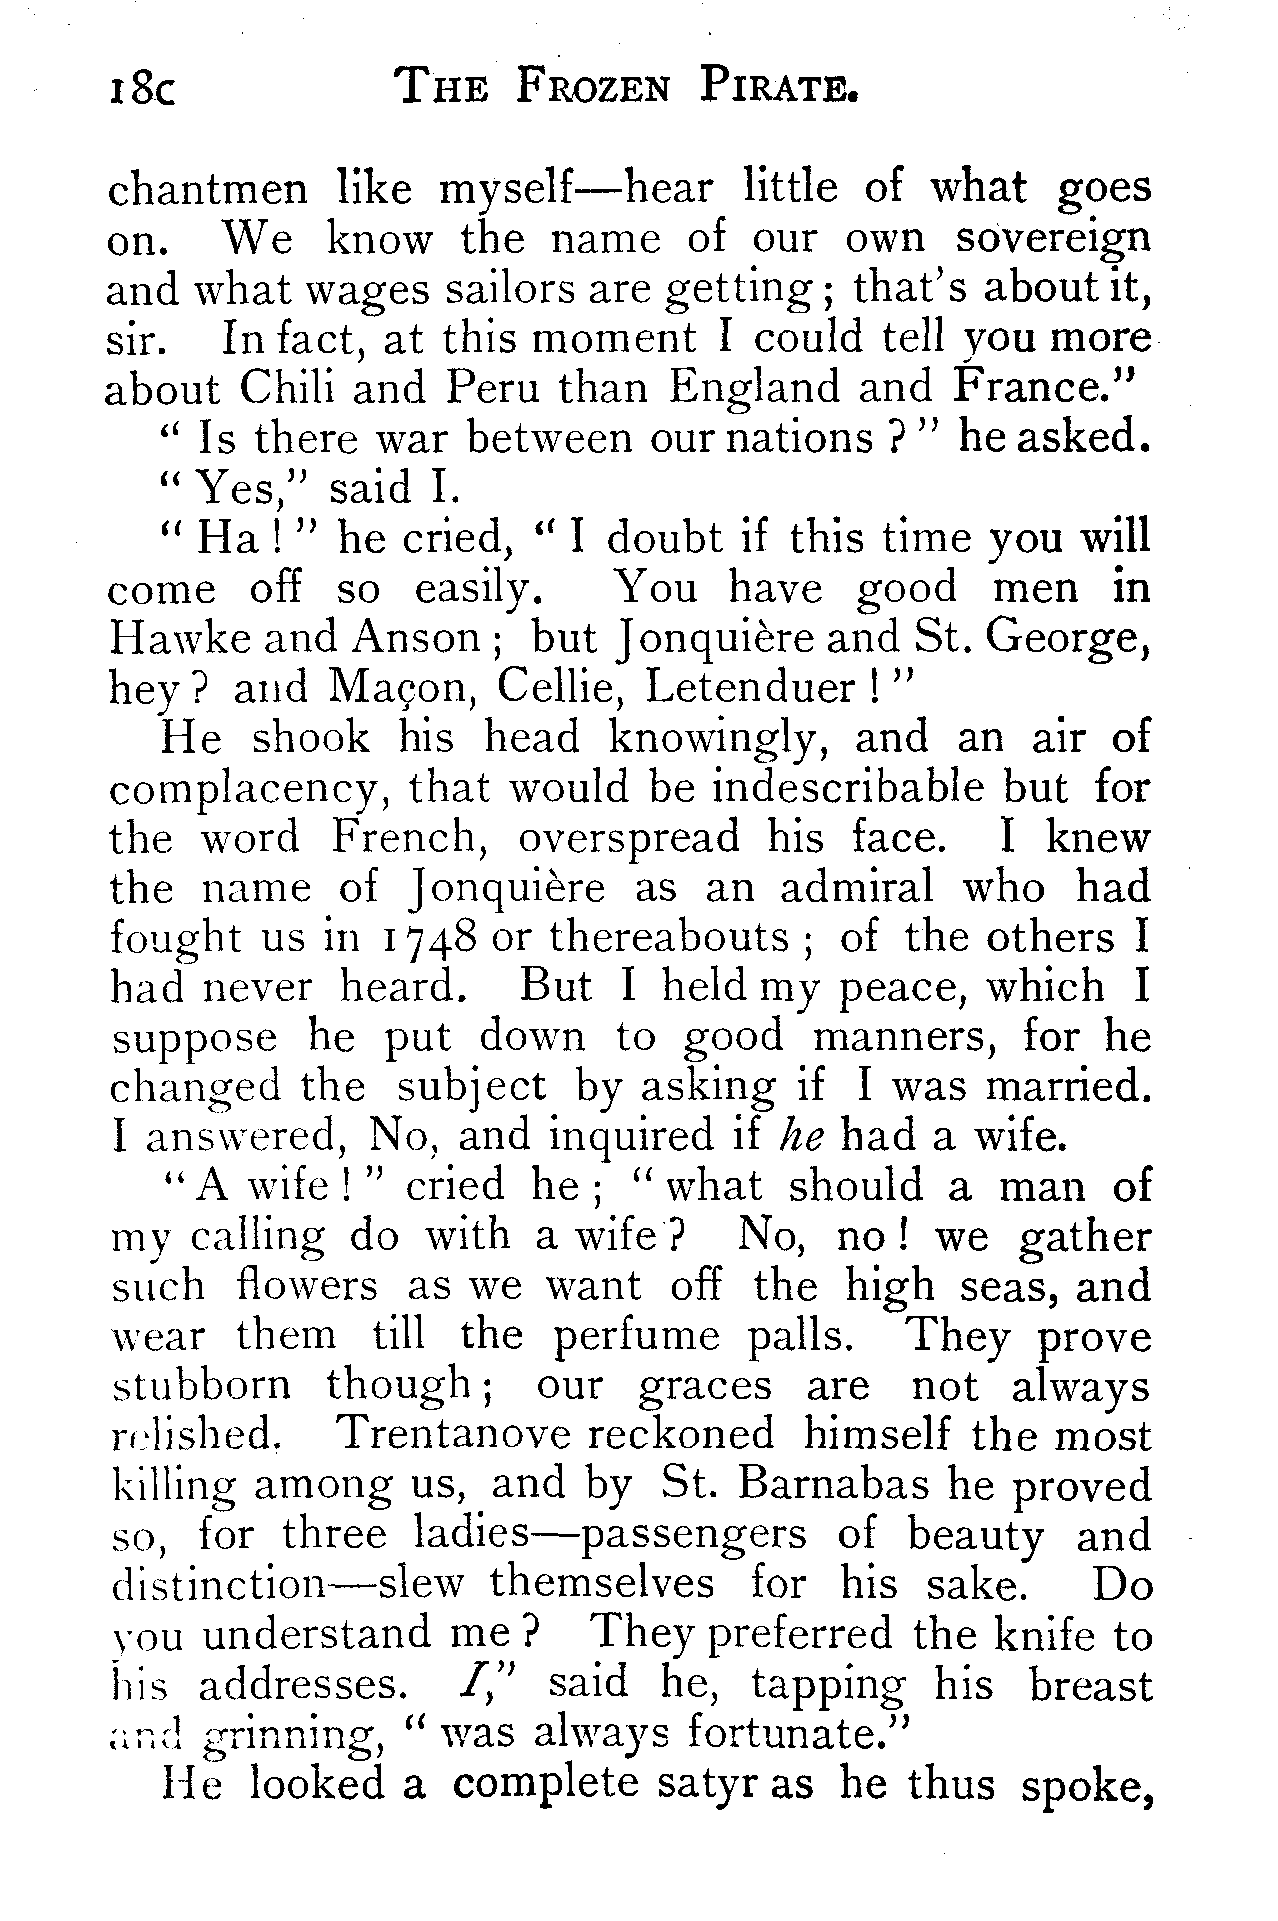 18c THE FROZEN PIRATE.
chantmen like myself—hear little of what goes
on. We know the name of our own sovereign
and what wages sailors are getting; that's about it,
sir. In fact, at this moment I could tell you more
about Chili and Peru than England and France."
"Is there war between our nations?" he asked.
"Yes," said I.
"Ha!" he cried, "I doubt if this time you will
come off so easily. You have good men in
Hawke and Anson; but Jonquière and St. George,
hey? and Maçon, Cellie, Letenduer!"
He shook his head knowingly, and an air of
complacency, that would be indescribable but for
the word French, overspread his face. I knew
the name of Jonquière as an admiral who had
fought us in 1748 or thereabouts; of the others I
had never heard. But I held my peace, which I
suppose he put down to good manners, for he
changed the subject by asking if I was married.
I answered, No, and inquired if he had a wife.
"A wife!" cried he; "what should a man of
my calling do with a wife? No, no! we gather
such flowers as we want off the high seas, and
wear them till the perfume palls. They prove
stubborn though; our graces are not always
relished. Trentanove reckoned himself the most
killing among us, and by St. Barnabas he proved
so, for three ladies—passengers of beauty and
distinction—slew themselves for his sake. Do
you understand me? They preferred the knife to
his addresses. I," said he, tapping his breast
and grinning, "was always fortunate."
He looked a complete satyr as he thus spoke,